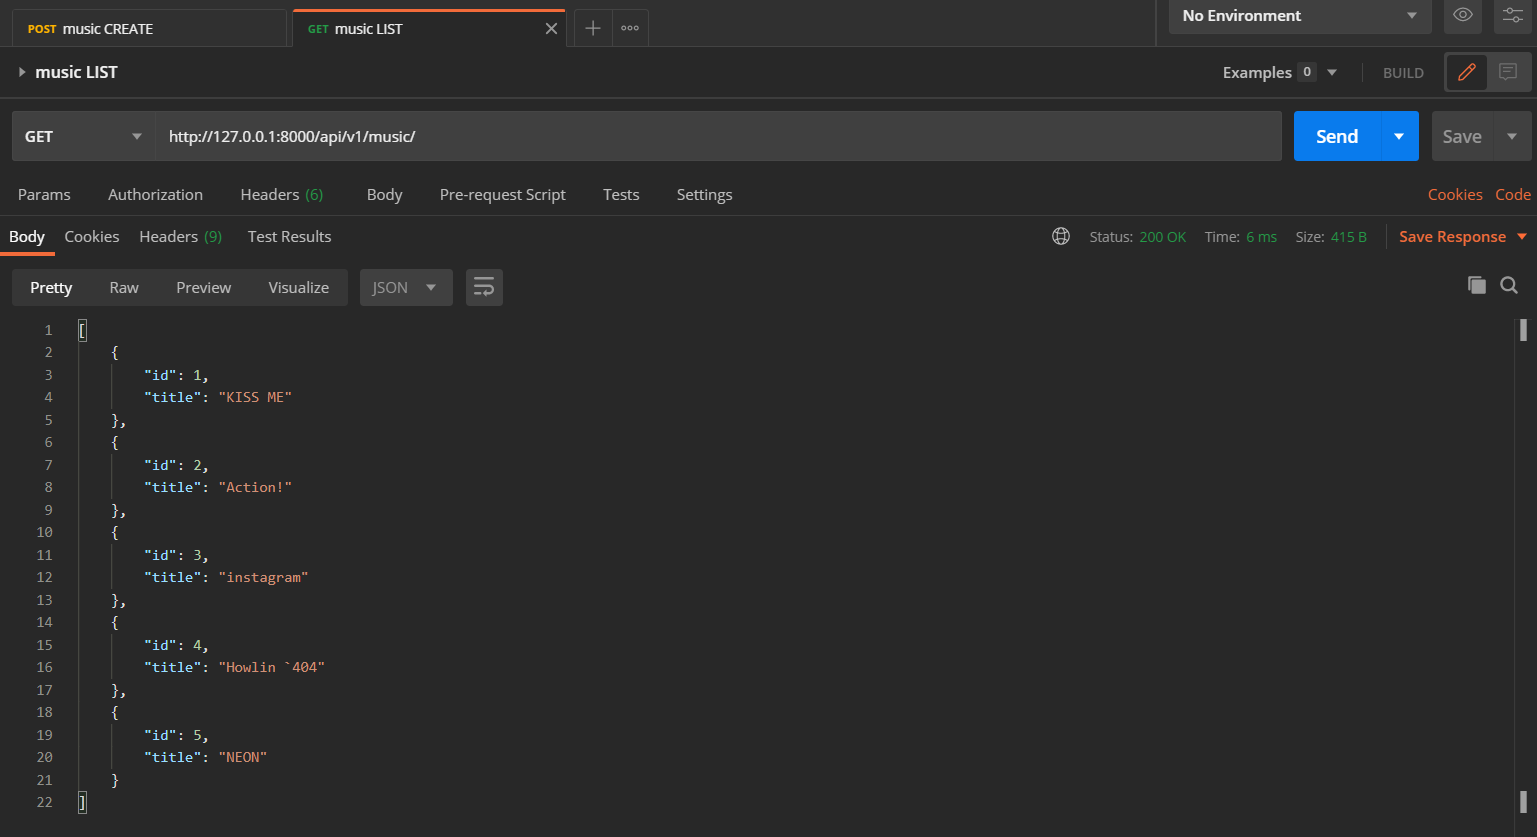 POST music CREATE GET music LIST No Environment
music LIST Examples 0 BUILD
GET http://127.0.0.1:8000/api/v1/music/ Send Save
Params Authorization Headers (6) Body Pre-request Script Tests Settings Cookies Code
Body Cookies Headers (9) Test Results Status: 200 OK Time: 6 ms Size: 415 B Save Response
Pretty Raw Preview Visualize JSON
1 [
2 {
3 "id": 1,
4 "title": "KISS ME"
5 },
6 {
7 "id": 2,
8 "title": "Action!"
9 },
10 {
11 "id": 3,
12 "title": "instagram"
13 },
14 {
15 "id": 4,
16 "title": "Howlin `404"
17 },
18 {
19 "id": 5,
20 "title": "NEON"
21 }
22 ]